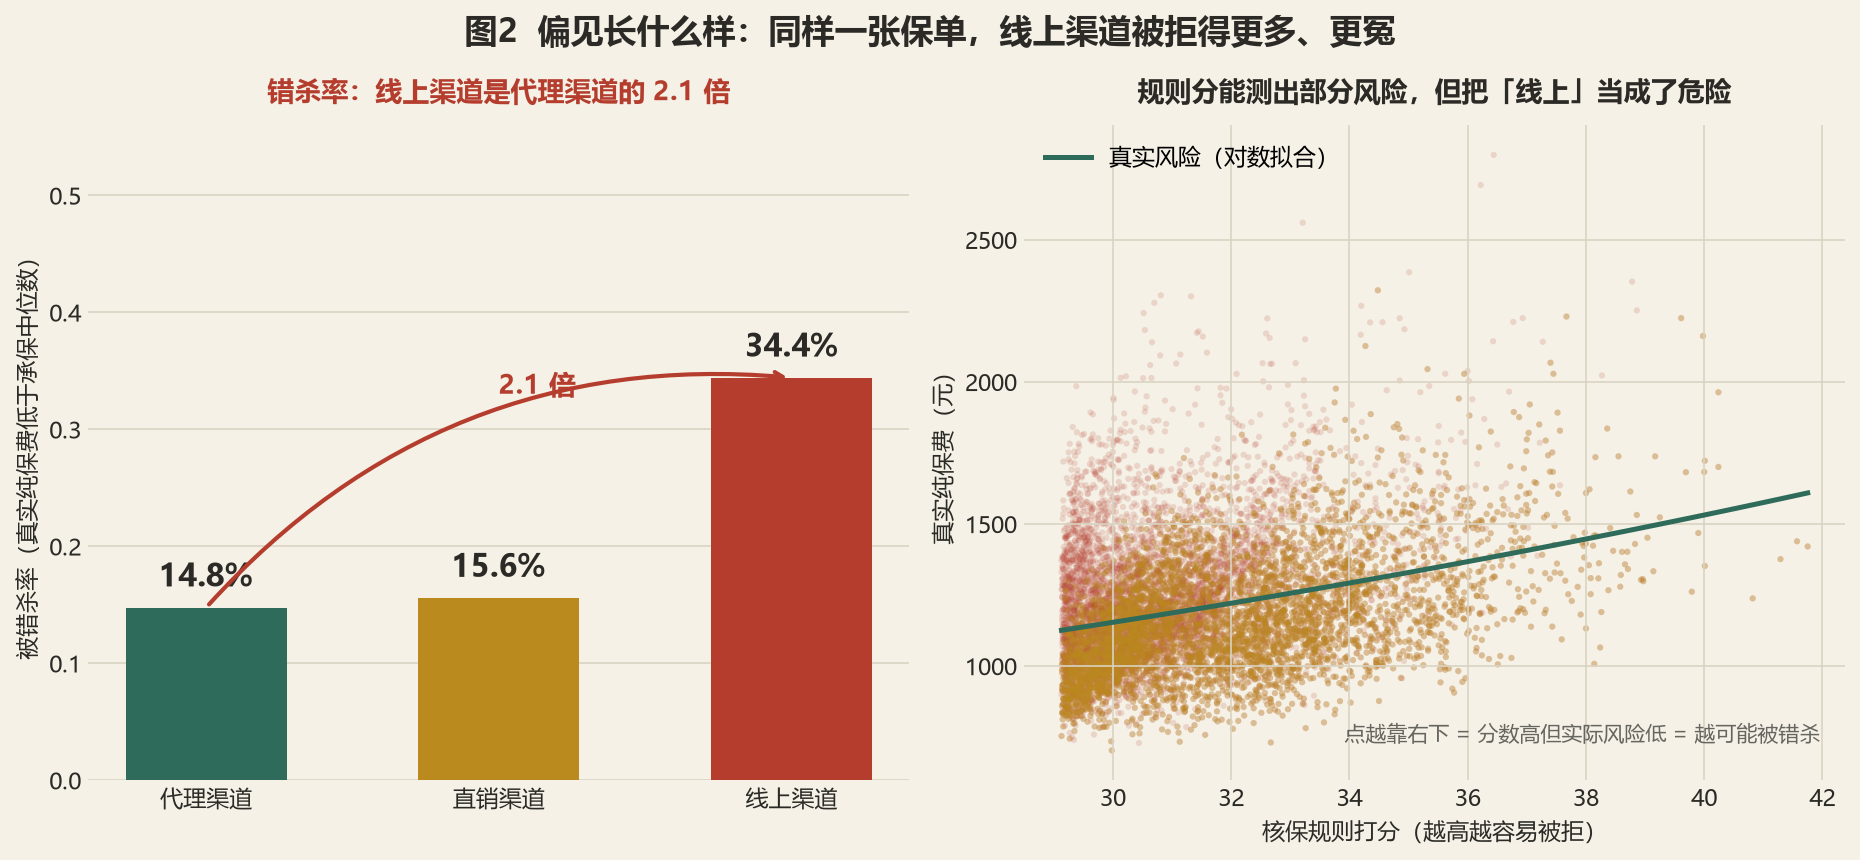 图2 偏见长什么样：同样一张保单，线上渠道被拒得更多、更冤
错杀率：线上渠道是代理渠道的 2.1 倍
被错杀率（真实纯保费低于承保中位数）
0.5
0.4
0.3
0.2
0.1
0.0
14.8%
15.6%
34.4%
2.1 倍
代理渠道
直销渠道
线上渠道
规则分能测出部分风险，但把「线上」当成了危险
真实风险（对数拟合）
真实纯保费（元）
2500
2000
1500
1000
点越靠右下 = 分数高但实际风险低 = 越可能被错杀
30
32
34
36
38
40
42
核保规则打分（越高越容易被拒）